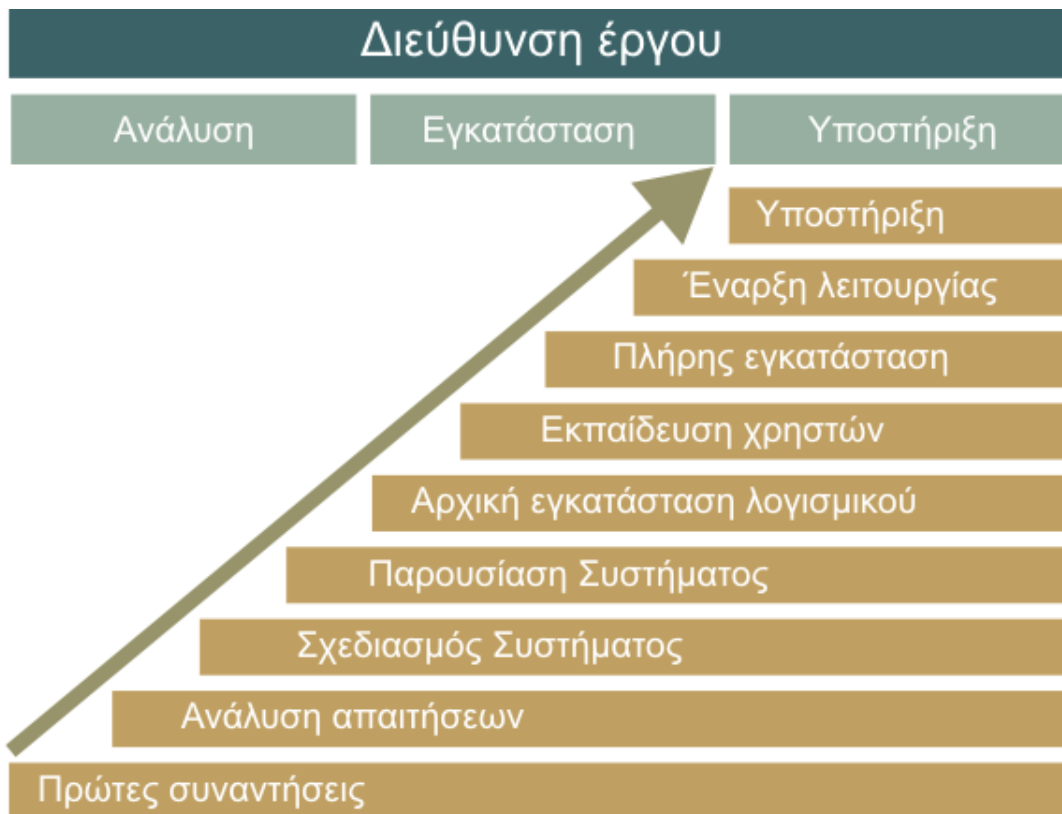 Διεύθυνση έργου
Ανάλυση
Εγκατάσταση
Υποστήριξη
Υποστήριξη
Έναρξη λειτουργίας
Πλήρης εγκατάσταση
Εκπαίδευση χρηστών
Αρχική εγκατάσταση λογισμικού
Παρουσίαση Συστήματος
Σχεδιασμός Συστήματος
Ανάλυση απαιτήσεων
Πρώτες συναντήσεις